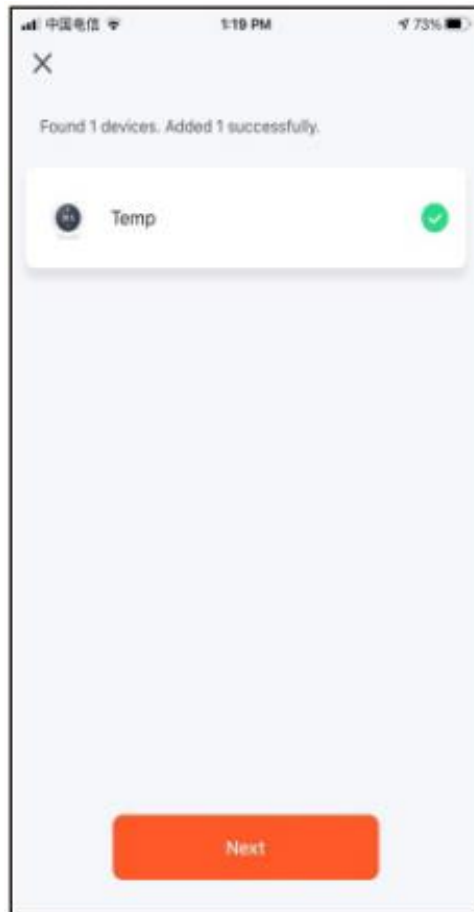 中国电信 1:19 PM 73%
Found 1 devices. Added 1 successfully.
Temp
Next